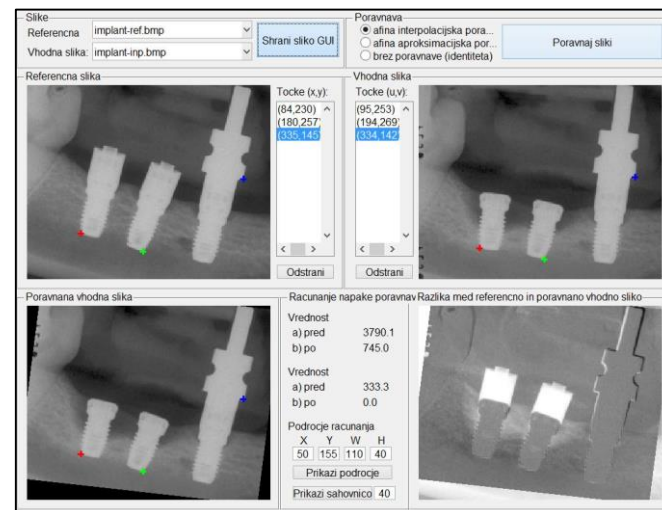 Slike
Referencna implant-ref.bmp
Vhodna slika: implant-inp.bmp
Shrani sliko GUI
Poravnava
afina interpolacijska pora...
afina aproksimacijska por...
brez poravnave (identiteta)
Poravnaj sliki
Referencna slika
Tocke (x,y):
(84,230)
(180,257)
(335,145)
Odstrani
Vhodna slika
Tocke (u,v):
(95,253)
(194,269)
(334,142)
Odstrani
Poravnana vhodna slika
Racunanje napake poravnav
Vrednost
a) pred 3790.1
b) po 745.0
Vrednost
a) pred 333.3
b) po 0.0
Podrocje racunanja
X Y W H
50 155 110 40
Prikazi podrocje
Prikazi sahovnico 40
Razlika med referencno in poravnano vhodno sliko